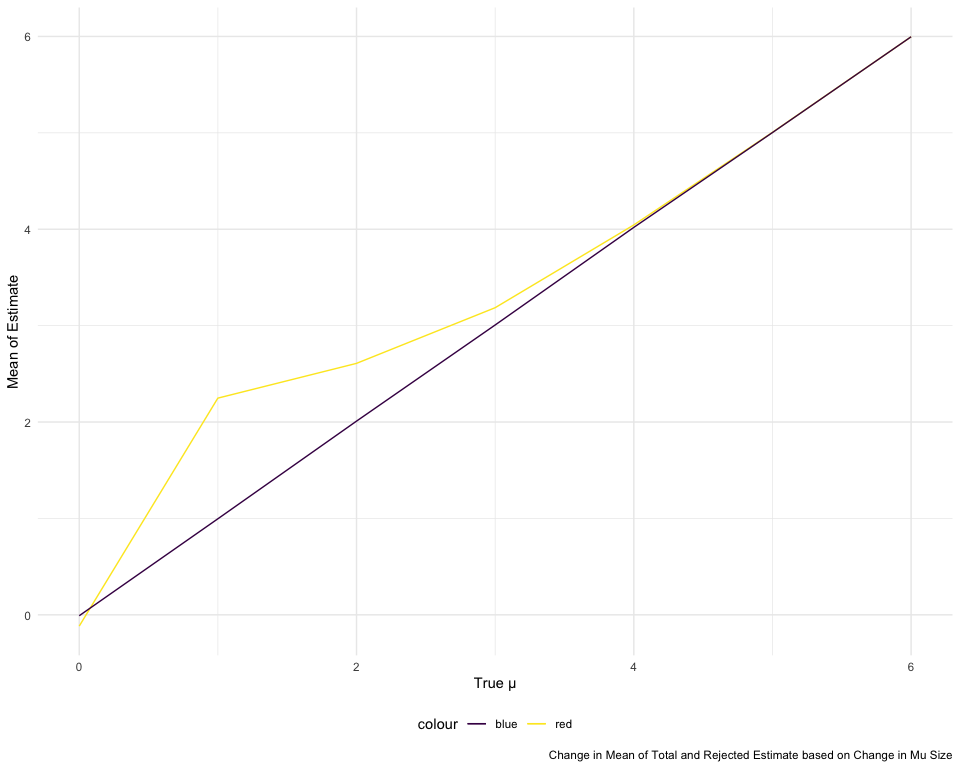 6
4
2
0
Mean of Estimate
0 2 4 6
True μ
colour blue red
Change in Mean of Total and Rejected Estimate based on Change in Mu Size